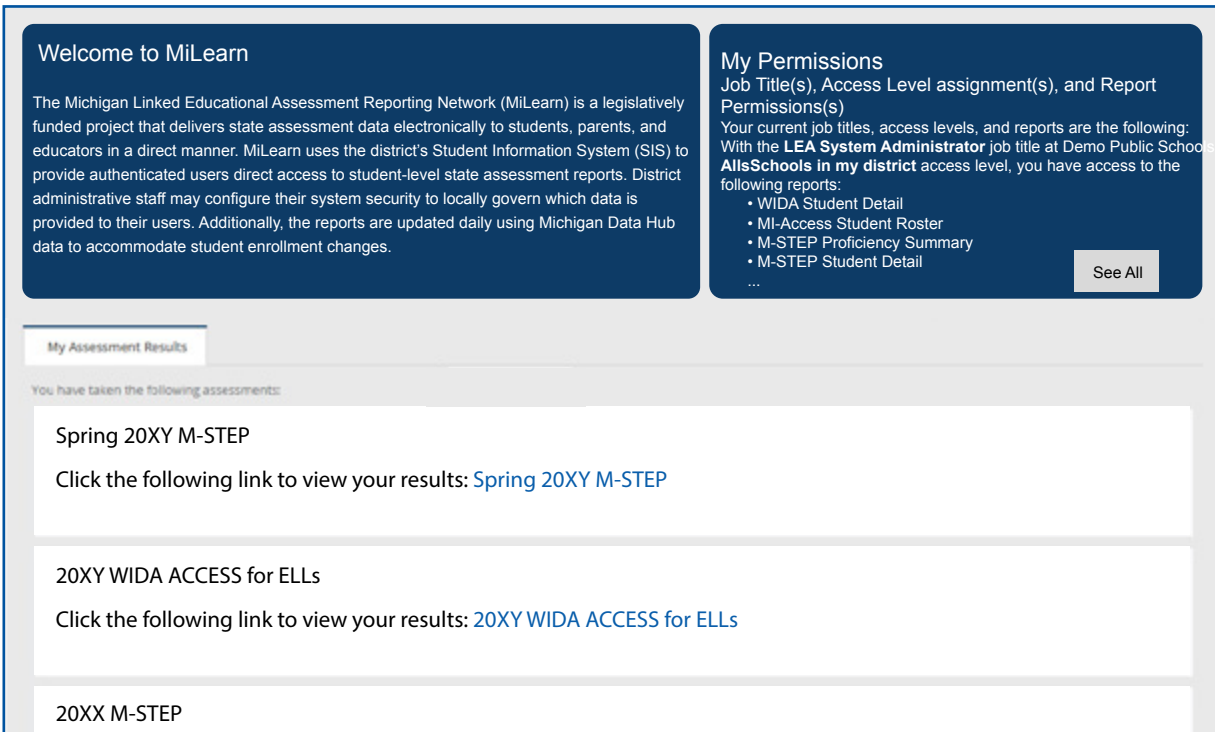 Welcome to MiLearn
The Michigan Linked Educational Assessment Reporting Network (MiLearn) is a legislatively
funded project that delivers state assessment data electronically to students, parents, and
educators in a direct manner. MiLearn uses the district's Student Information System (SIS) to
provide authenticated users direct access to student-level state assessment reports. District
administrative staff may configure their system security to locally govern which data is
provided to their users. Additionally, the reports are updated daily using Michigan Data Hub
data to accommodate student enrollment changes.
My Permissions
Job Title(s), Access Level assignment(s), and Report
Permissions(s)
Your current job titles, access levels, and reports are the following:
With the LEA System Administrator job title at Demo Public Schools
AllsSchools in my district access level, you have access to the
following reports:
• WIDA Student Detail
• MI-Access Student Roster
• M-STEP Proficiency Summary
• M-STEP Student Detail
...
See All
My Assessment Results
You have taken the following assessments:
Spring 20XY M-STEP
Click the following link to view your results: Spring 20XY M-STEP
20XY WIDA ACCESS for ELLs
Click the following link to view your results: 20XY WIDA ACCESS for ELLs
20XX M-STEP